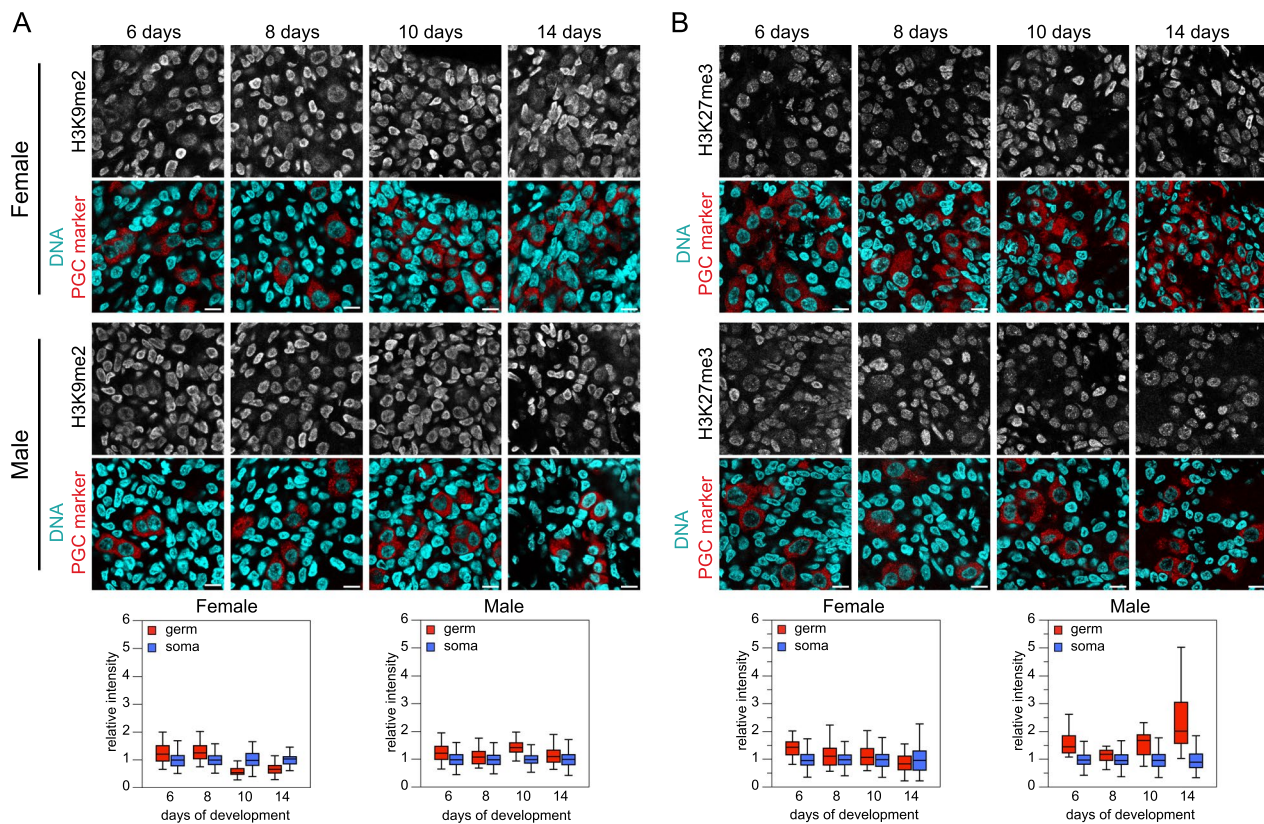 A
6 days 8 days 10 days 14 days
Female
H3K9me2
DNA
PGC marker
Male
H3K9me2
DNA
PGC marker
Female
relative intensity
6
5
4
3
2
1
0
germ
soma
6 8 10 14
days of development
Male
relative intensity
6
5
4
3
2
1
0
germ
soma
6 8 10 14
days of development
B
6 days 8 days 10 days 14 days
H3K27me3
DNA
PGC marker
H3K27me3
DNA
PGC marker
Female
relative intensity
6
5
4
3
2
1
0
germ
soma
6 8 10 14
days of development
Male
relative intensity
6
5
4
3
2
1
0
germ
soma
6 8 10 14
days of development